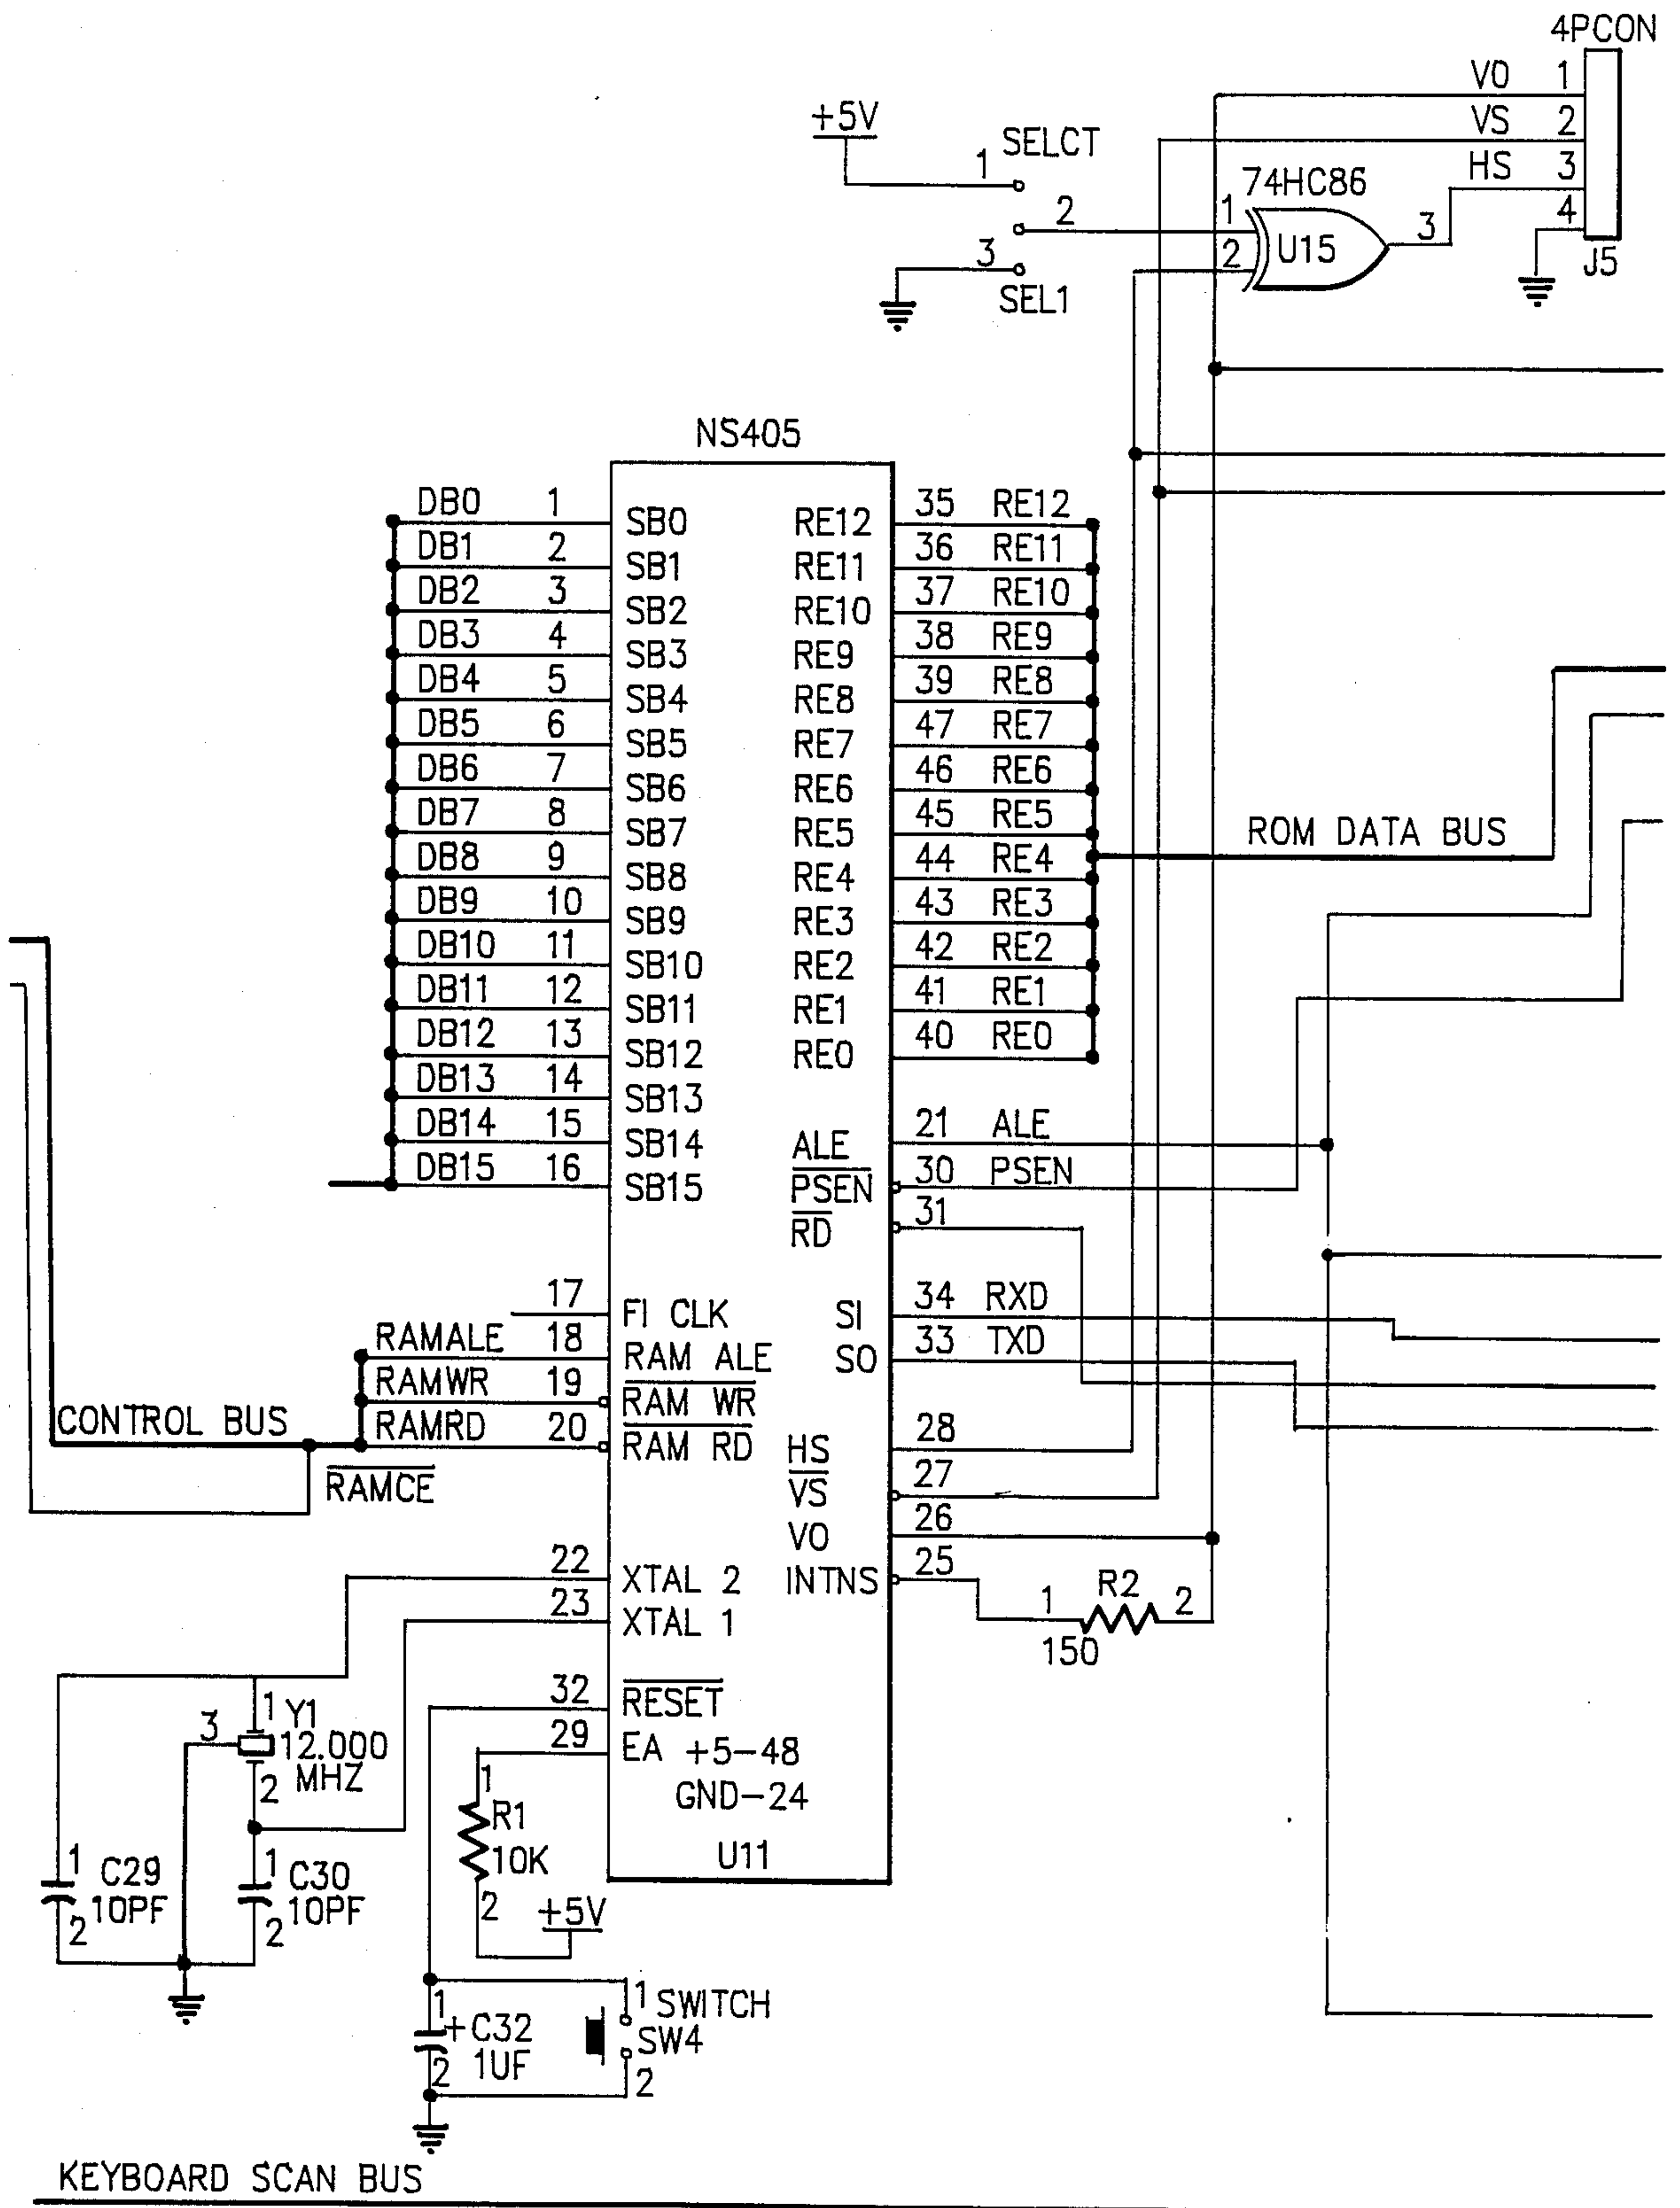 4PCON
VO 1
+5V
VS 2
SELCT
1
HS 3
74HC86
4
2
1
3
3
2
U15
J5
SEL1
NS405
DB0 1 SB0 RE12 35 RE12
DB1 2 SB1 RE11 36 RE11
DB2 3 SB2 RE10 37 RE10
DB3 4 SB3 RE9 38 RE9
DB4 5 SB4 RE8 39 RE8
DB5 6 SB5 RE7 47 RE7
DB6 7 SB6 RE6 46 RE6
DB7 8 SB7 RE5 45 RE5
ROM DATA BUS
DB8 9 SB8 RE4 44 RE4
DB9 10 SB9 RE3 43 RE3
DB10 11 SB10 RE2 42 RE2
DB11 12 SB11 RE1 41 RE1
DB12 13 SB12 RE0 40 RE0
DB13 14 SB13
DB14 15 SB14 ALE 21 ALE
DB15 16 SB15 PSEN 30 PSEN
RD 31
17 FI CLK SI 34 RXD
RAMALE 18 RAM ALE SO 33 TXD
RAMWR 19 RAM WR
CONTROL BUS
RAMRD 20 RAM RD HS 28
RAMCE
VS 27
VO 26
22 XTAL 2 INTNS 25
1 R2 2
23 XTAL 1
150
32 RESET
1 Y1
3
12.000
MHZ
2
29 EA +5-48
GND-24
1
R1
10K
2
U11
1 C29
10PF
2
1 C30
10PF
2
+5V
1 SWITCH
SW4
2
1
+C32
1UF
2
KEYBOARD SCAN BUS